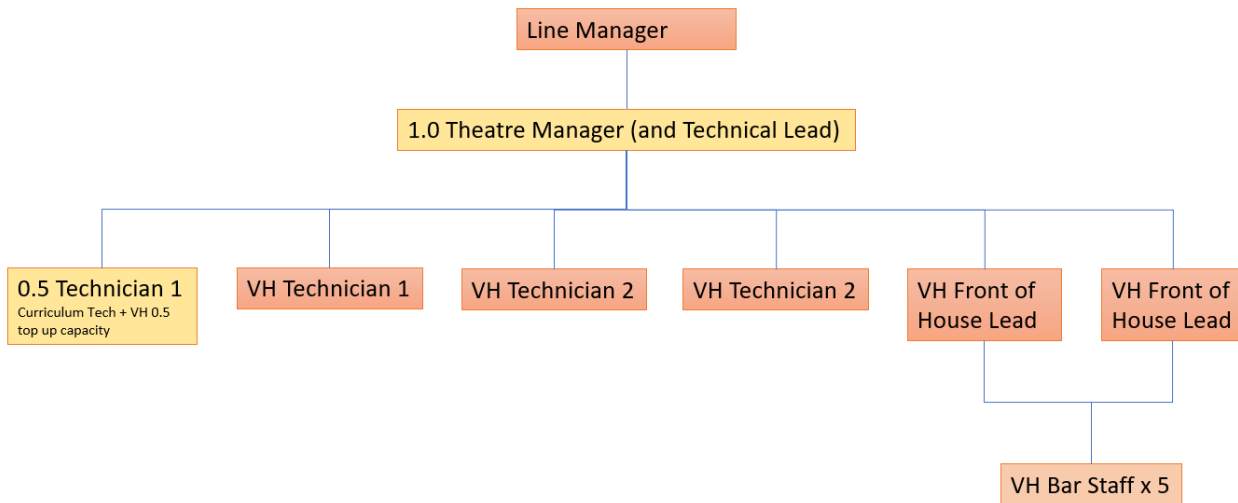 Line Manager
1.0 Theatre Manager (and Technical Lead)
0.5 Technician 1
Curriculum Tech + VH 0.5
top up capacity
VH Technician 1
VH Technician 2
VH Technician 2
VH Front of
House Lead
VH Front of
House Lead
VH Bar Staff x 5